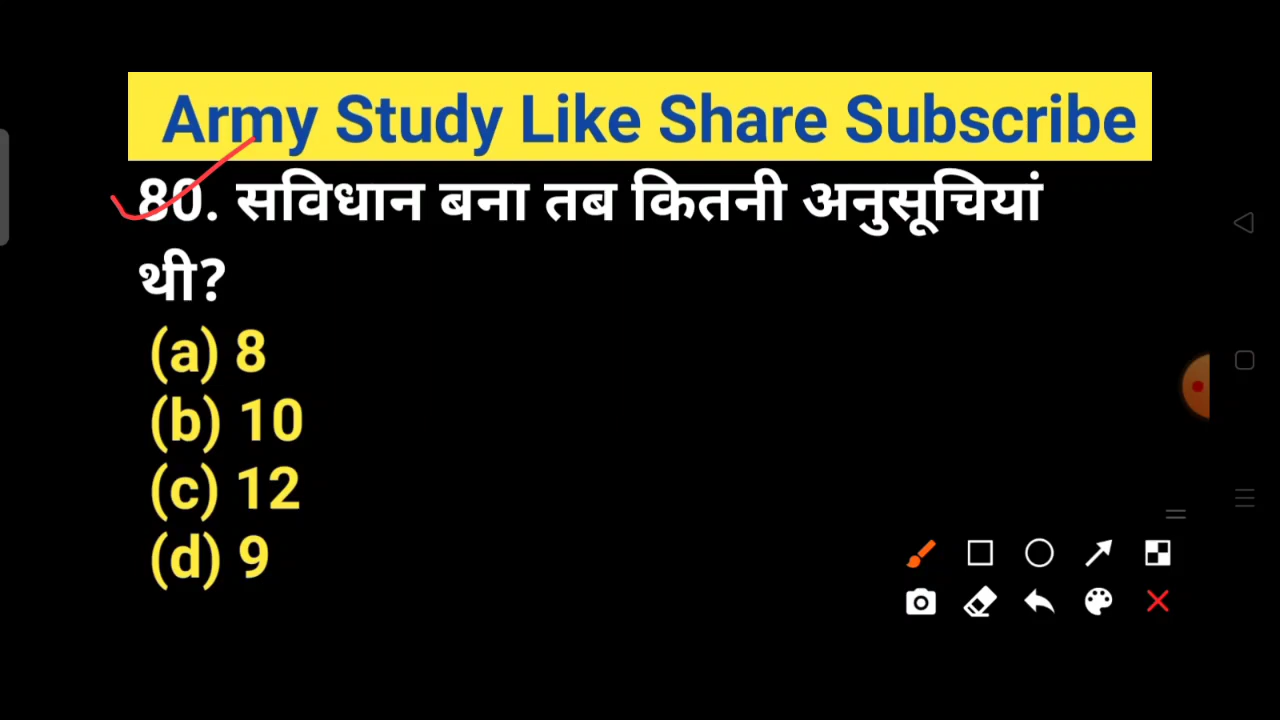 Army Study Like Share Subscribe
80. सविधान बना तब कितनी अनुसूचियां
थी?
(a) 8
(b) 10
(c) 12
(d) 9